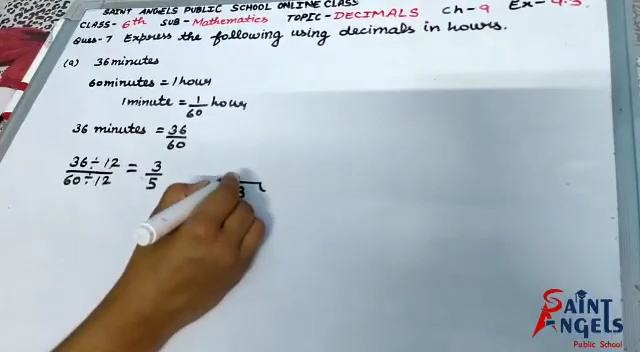 SAINT ANGELS PUBLIC SCHOOL ONLINE CLASS
CLASS- 6th SUB- Mathematics TOPIC- DECIMALS Ch-9 Ex-9.3.
Ques-7 Express the following using decimals in hours.
(a) 36 minutes
60 minutes = 1 hour
1 minute = 1/60 hour
36 minutes = 36/60
36÷12/60÷12 = 3/5
3
SAINT
ANGELS
Public School